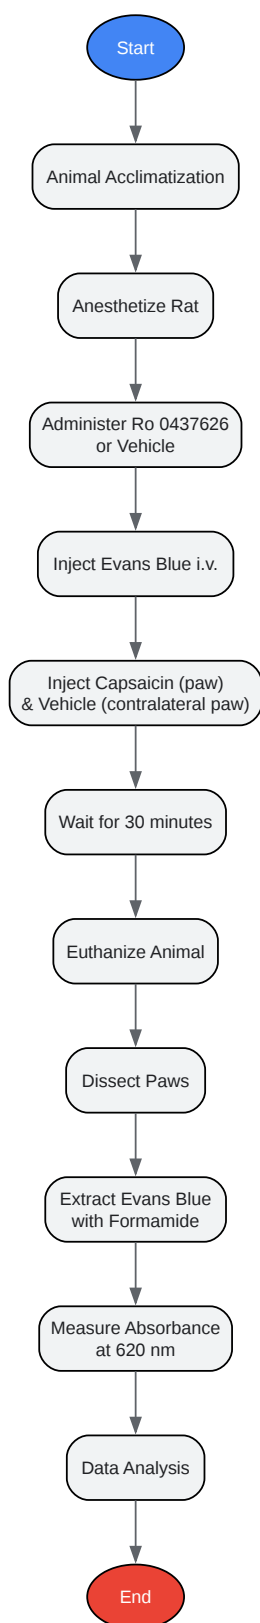 Start
Animal Acclimatization
Anesthetize Rat
Administer Ro 0437626
or Vehicle
Inject Evans Blue i.v.
Inject Capsaicin (paw)
& Vehicle (contralateral paw)
Wait for 30 minutes
Euthanize Animal
Dissect Paws
Extract Evans Blue
with Formamide
Measure Absorbance
at 620 nm
Data Analysis
End